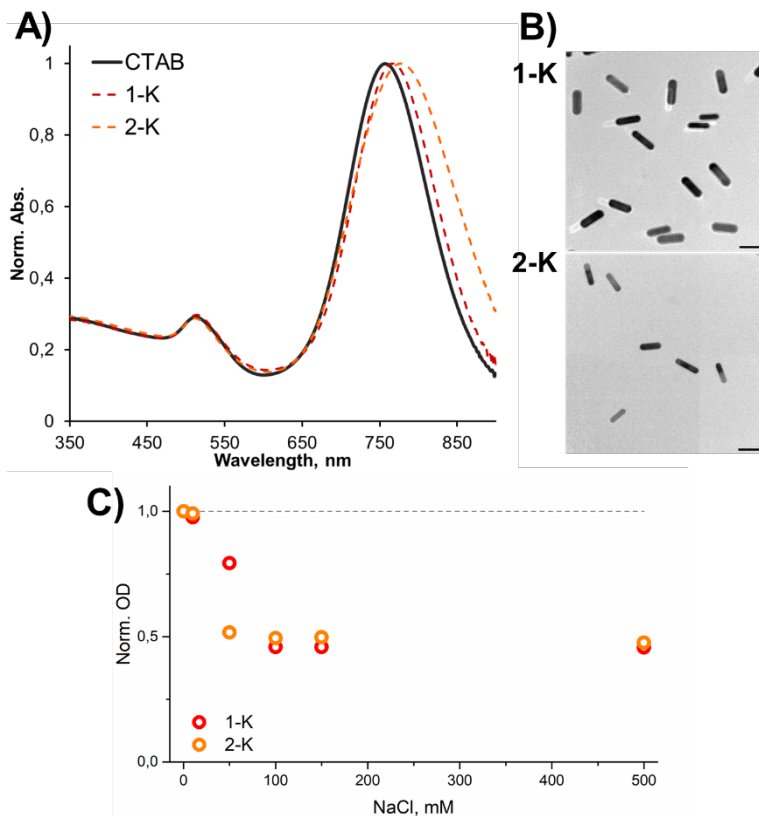 A)
CTAB
1-K
2-K
Norm. Abs.
1
0,8
0,6
0,4
0,2
0
350
450
550
650
750
850
Wavelength, nm
B)
1-K
2-K
C)
Norm. OD
1,0
0,5
0,0
1-K
2-K
0
100
200
300
400
500
NaCl, mM